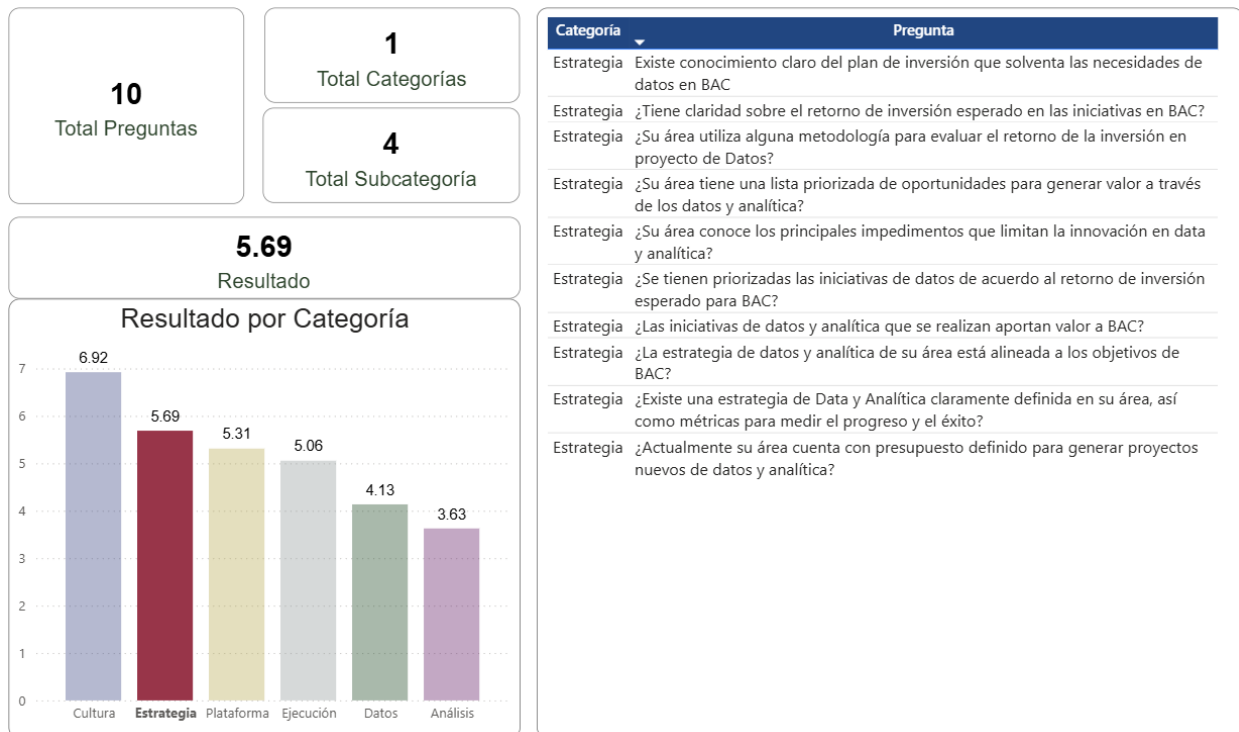 10
Total Preguntas
1
Total Categorías
4
Total Subcategoría
5.69
Resultado
Resultado por Categoría
7
6
5
4
3
2
1
0
6.92
5.69
5.31
5.06
4.13
3.63
Cultura
Estrategia
Plataforma
Ejecución
Datos
Análisis
Categoría Pregunta
Estrategia Existe conocimiento claro del plan de inversión que solventa las necesidades de
datos en BAC
Estrategia ¿Tiene claridad sobre el retorno de inversión esperado en las iniciativas en BAC?
Estrategia ¿Su área utiliza alguna metodología para evaluar el retorno de la inversión en
proyecto de Datos?
Estrategia ¿Su área tiene una lista priorizada de oportunidades para generar valor a través
de los datos y analítica?
Estrategia ¿Su área conoce los principales impedimentos que limitan la innovación en data
y analítica?
Estrategia ¿Se tienen priorizadas las iniciativas de datos de acuerdo al retorno de inversión
esperado para BAC?
Estrategia ¿Las iniciativas de datos y analítica que se realizan aportan valor a BAC?
Estrategia ¿La estrategia de datos y analítica de su área está alineada a los objetivos de
BAC?
Estrategia ¿Existe una estrategia de Data y Analítica claramente definida en su área, así
como métricas para medir el progreso y el éxito?
Estrategia ¿Actualmente su área cuenta con presupuesto definido para generar proyectos
nuevos de datos y analítica?